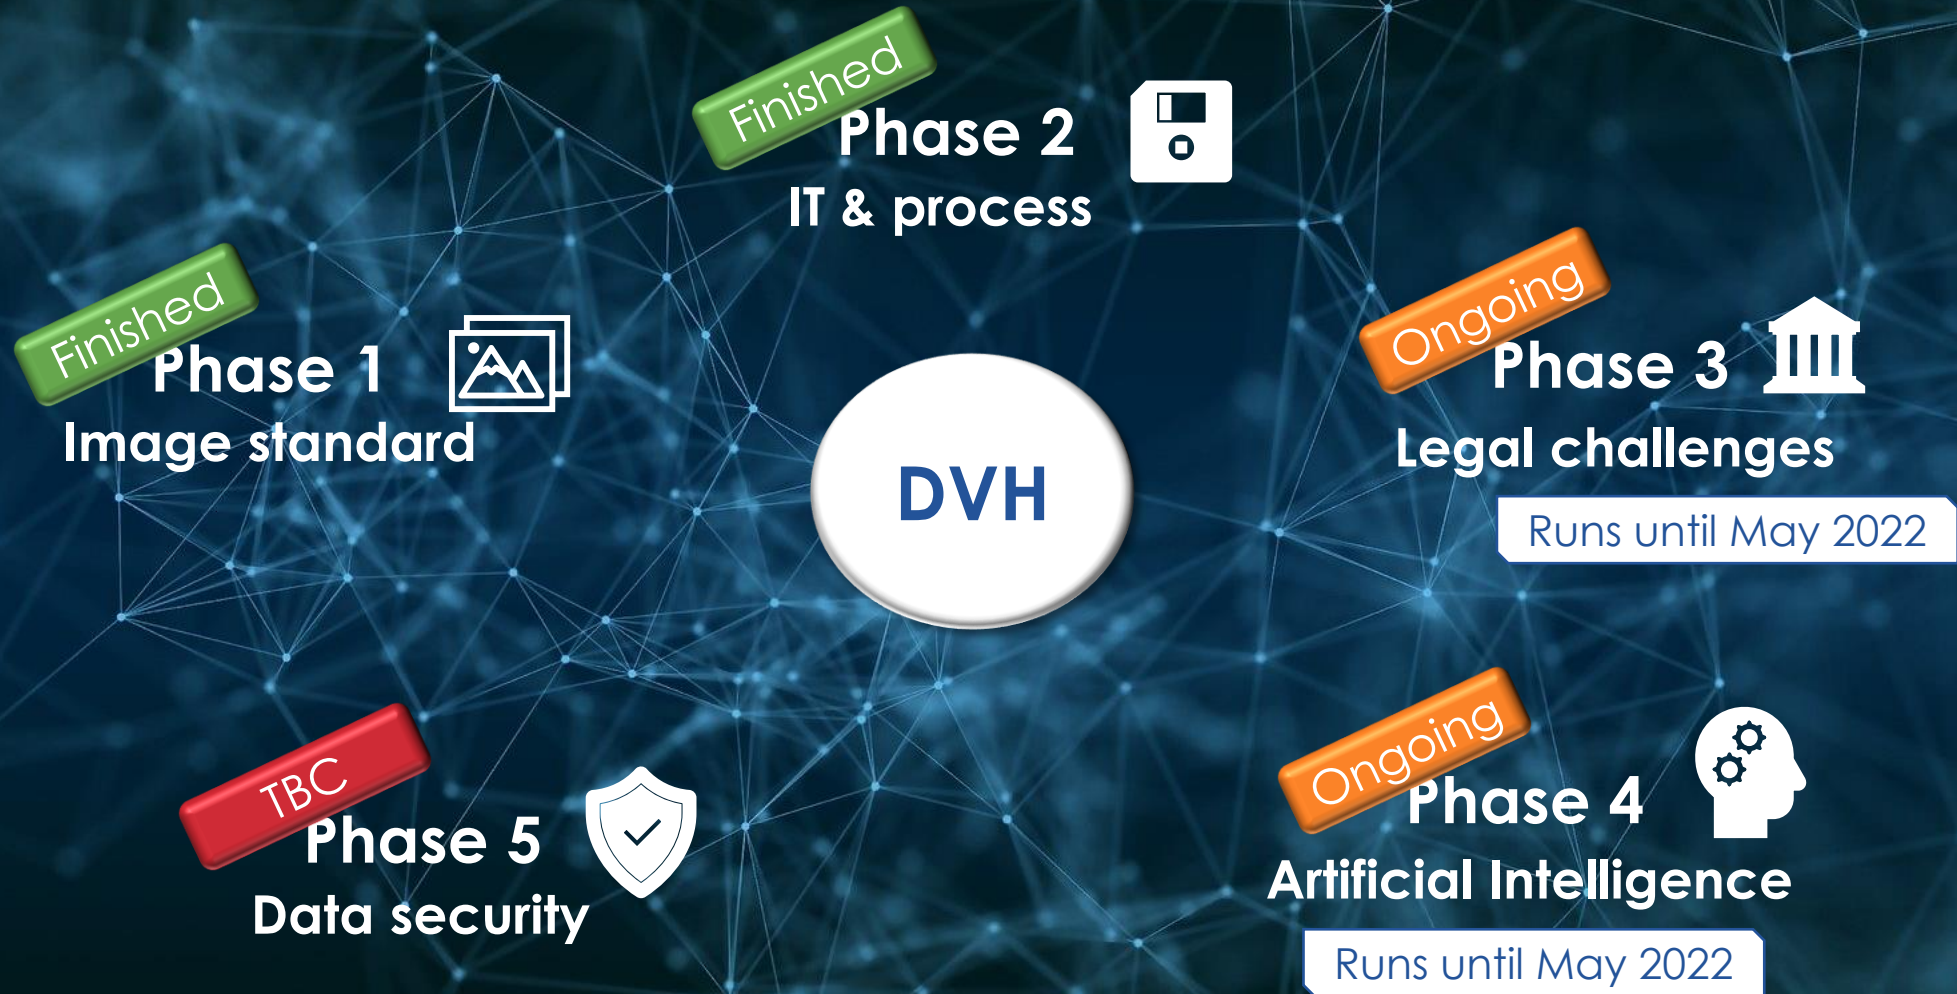 Finished
Phase 1
Image standard
Finished
Phase 2
IT & process
Ongoing
Phase 3
Legal challenges
Runs until May 2022
DVH
Ongoing
Phase 4
Artificial Intelligence
Runs until May 2022
TBC
Phase 5
Data security